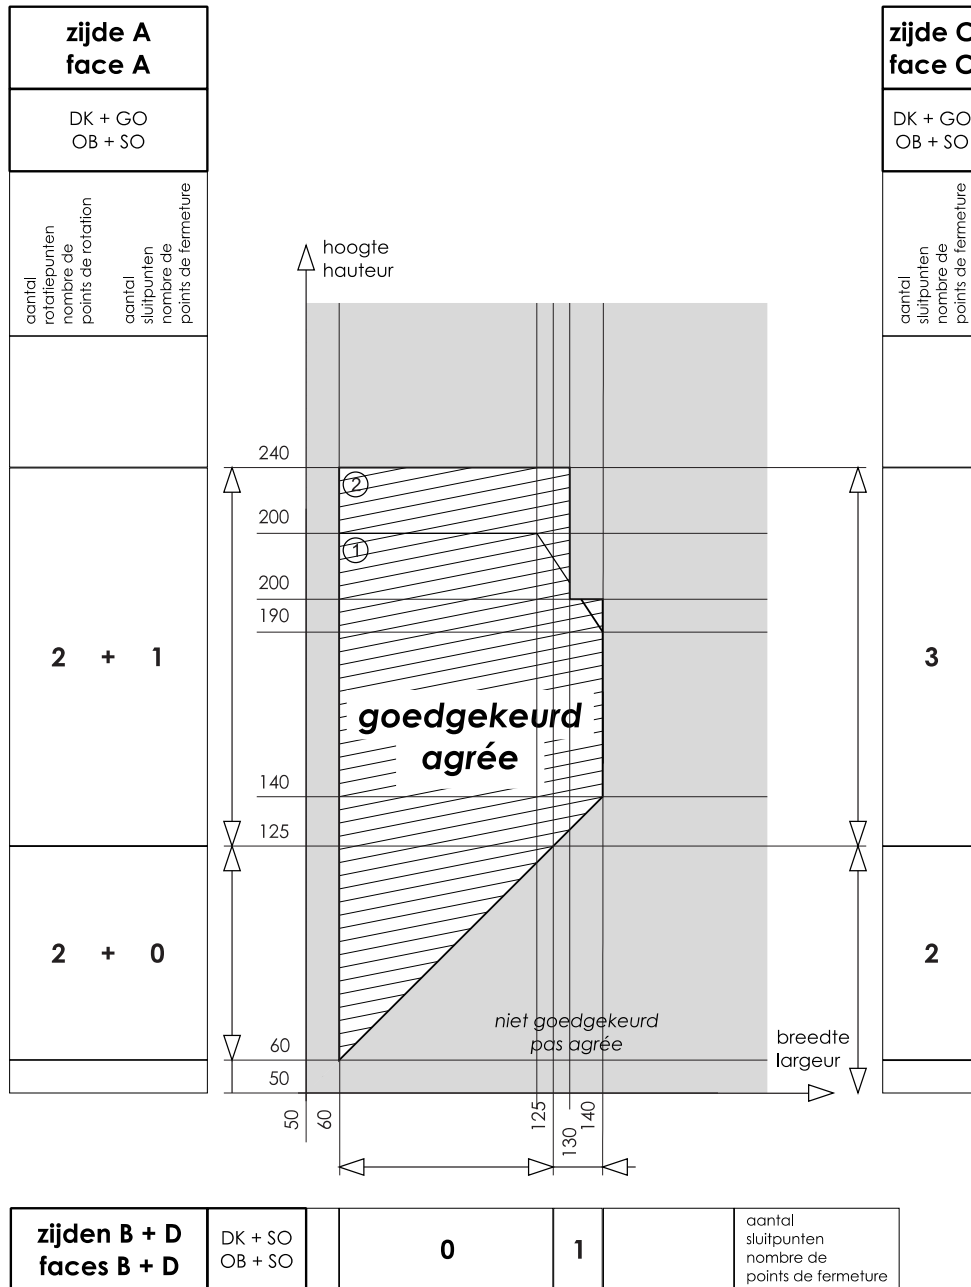 zijde A
face A
DK + GO
OB + SO
aantal
rotatiepunten
nombre de
points de rotation
aantal
sluitpunten
nombre de
points de fermeture
zijde C
face C
DK + GO
OB + SO
aantal
sluitpunten
nombre de
points de fermeture
hoogte
hauteur
240
200
200
190
140
125
60
50
2
1
2 + 1
3
goedgekeurd
agrée
2 + 0
2
niet goedgekeurd
pas agrée
breedte
largeur
50
60
125
130
140
zijden B + D
faces B + D
DK + SO
OB + SO
0
1
aantal
sluitpunten
nombre de
points de fermeture